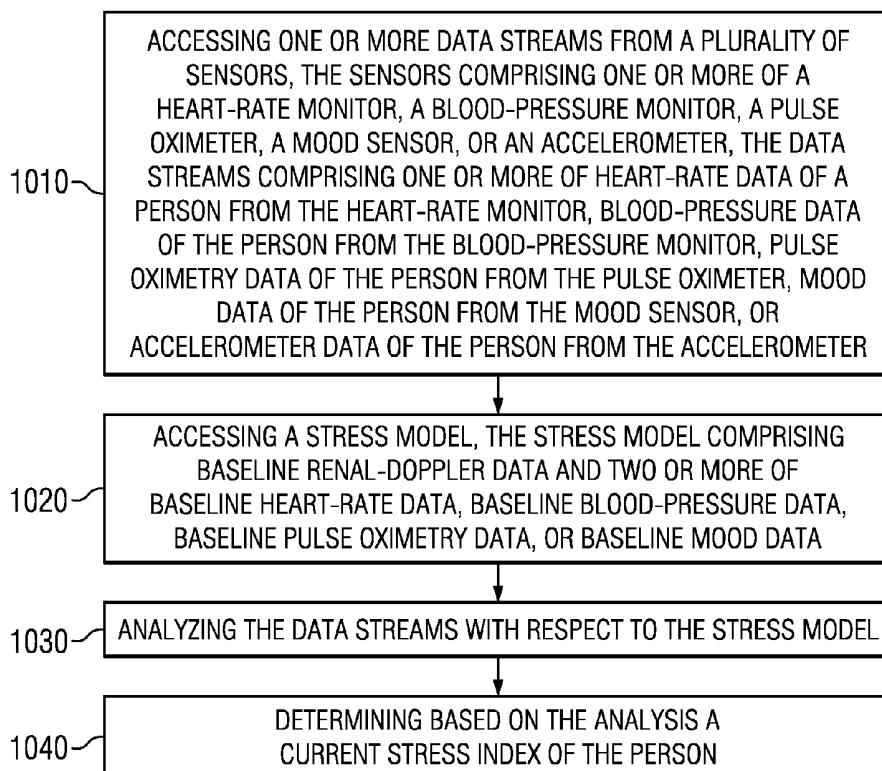 ACCESSING ONE OR MORE DATA STREAMS FROM A PLURALITY OF
SENSORS, THE SENSORS COMPRISING ONE OR MORE OF A
HEART-RATE MONITOR, A BLOOD-PRESSURE MONITOR, A PULSE
OXIMETER, A MOOD SENSOR, OR AN ACCELEROMETER, THE DATA
1010
STREAMS COMPRISING ONE OR MORE OF HEART-RATE DATA OF A
PERSON FROM THE HEART-RATE MONITOR, BLOOD-PRESSURE DATA
OF THE PERSON FROM THE BLOOD-PRESSURE MONITOR, PULSE
OXIMETRY DATA OF THE PERSON FROM THE PULSE OXIMETER, MOOD
DATA OF THE PERSON FROM THE MOOD SENSOR, OR
ACCELEROMETER DATA OF THE PERSON FROM THE ACCELEROMETER
ACCESSING A STRESS MODEL, THE STRESS MODEL COMPRISING
BASELINE RENAL-DOPPLER DATA AND TWO OR MORE OF
1020
BASELINE HEART-RATE DATA, BASELINE BLOOD-PRESSURE DATA,
BASELINE PULSE OXIMETRY DATA, OR BASELINE MOOD DATA
1030
ANALYZING THE DATA STREAMS WITH RESPECT TO THE STRESS MODEL
1040
DETERMINING BASED ON THE ANALYSIS A
CURRENT STRESS INDEX OF THE PERSON